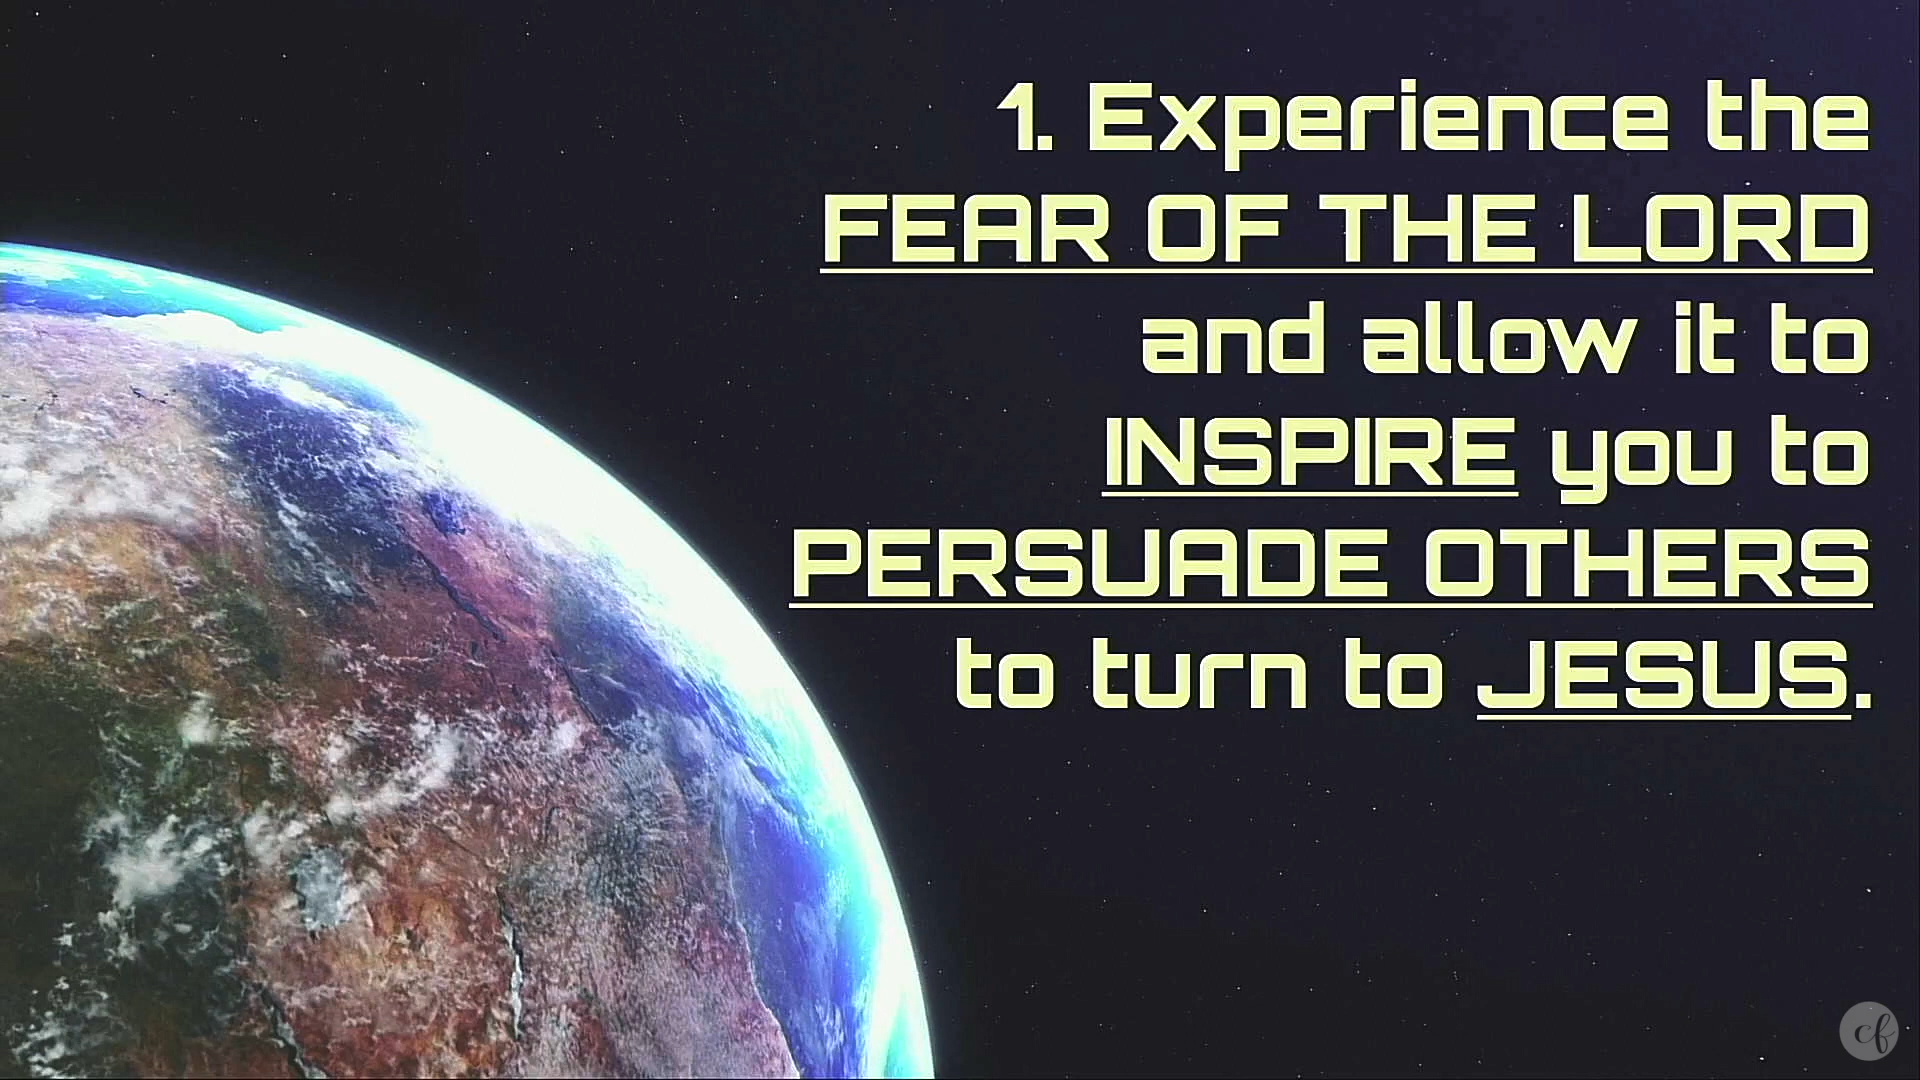 1. Experience the
FEAR OF THE LORD
and allow it to
INSPIRE you to
PERSUADE OTHERS
to turn to JESUS.
cf